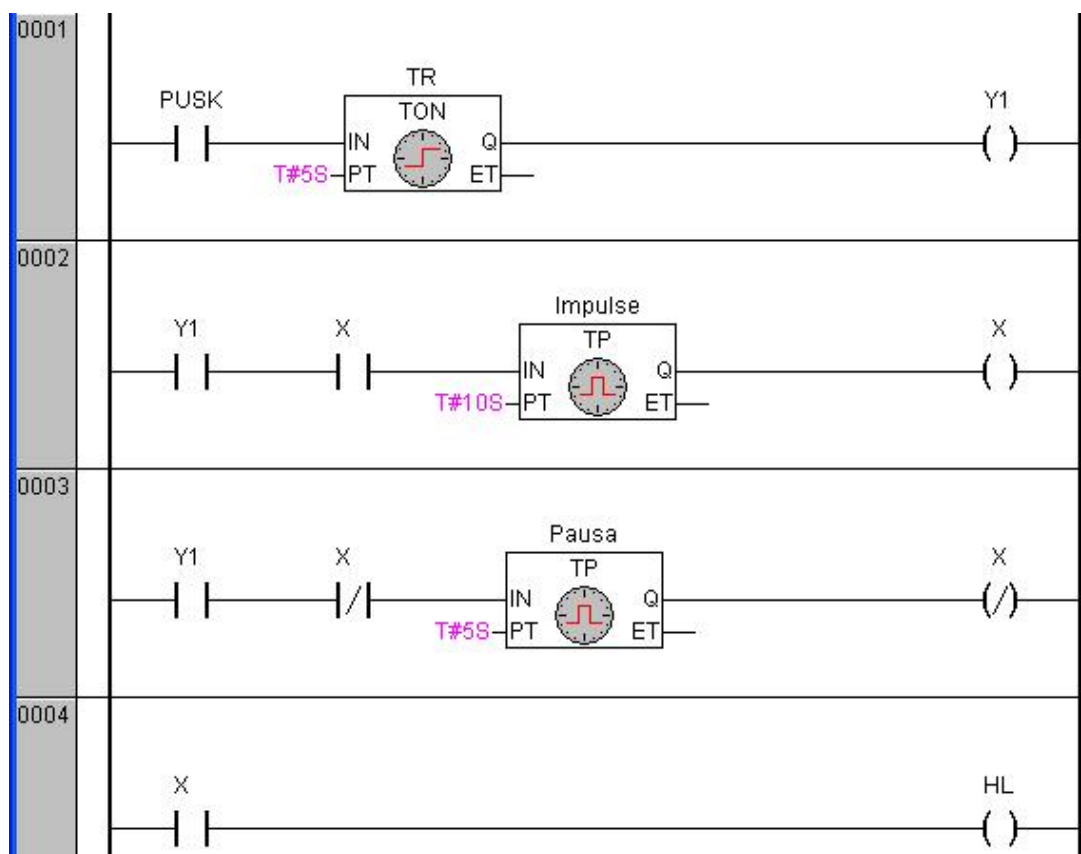 0001
TR
PUSK
TON
Y1
IN
Q
T#5S
PT
ET
0002
Impulse
Y1
X
TP
X
IN
Q
T#10S
PT
ET
0003
Pausa
Y1
X
TP
X
IN
Q
T#5S
PT
ET
0004
X
HL